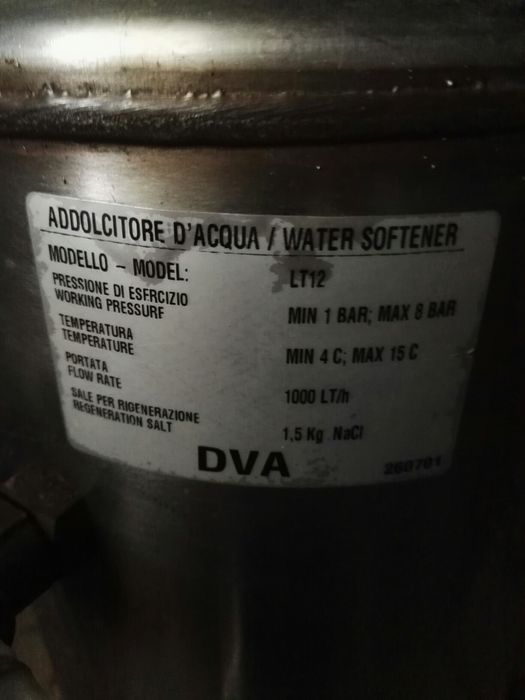 ADDOLCITORE D'ACQUA / WATER SOFTENER
MODELLO - MODEL: LT12
PRESSIONE DI ESERCIZIO
WORKING PRESSURE MIN 1 BAR; MAX 8 BAR
TEMPERATURA
TEMPERATURE MIN 4 C; MAX 15 C
PORTATA
FLOW RATE 1000 LT/h
SALE PER RIGENERAZIONE
REGENERATION SALT 1,5 Kg NaCl
DVA 260701